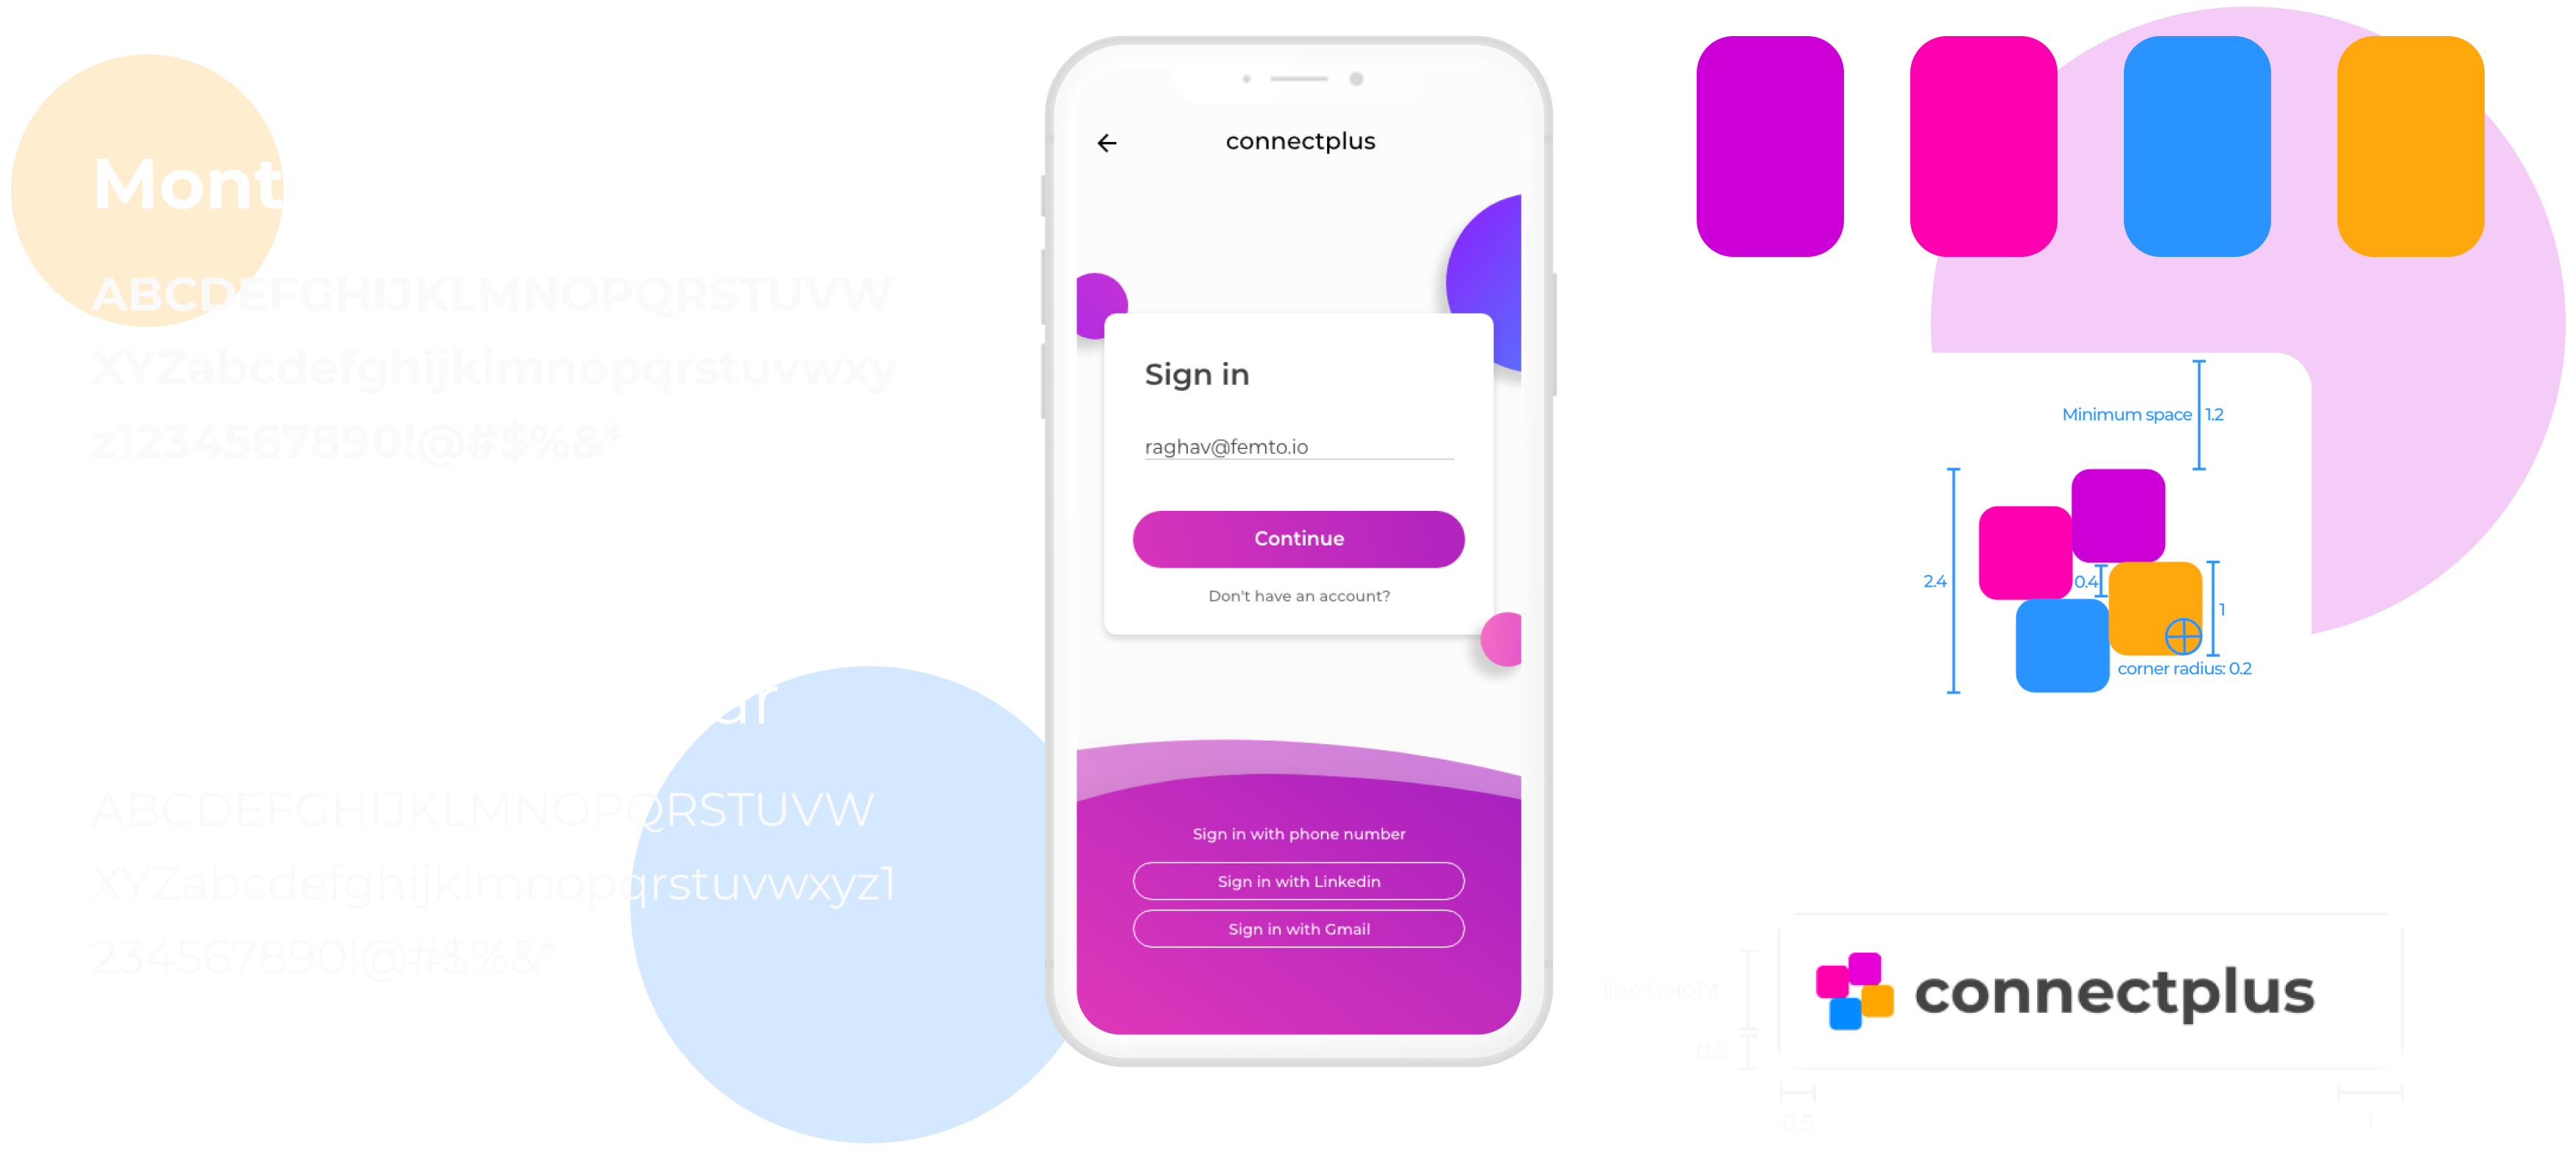 Mont
ABCDEFGHIJKLMNOPQRSTUVW
XYZabcdefghijklmnopqrstuvwxy
z1234567890!@#$%&*
ar
ABCDEFGHIJKLMNOPQRSTUVW
XYZabcdefghijklmnopqrstuvwxyz1
234567890!@#$%&*
connectplus
Sign in
raghav@femto.io
Continue
Don't have an account?
Sign in with phone number
Sign in with Linkedin
Sign in with Gmail
Minimum space 1.2
2.4
0.4
1
corner radius: 0.2
line height
0.5
connectplus
0.5
1